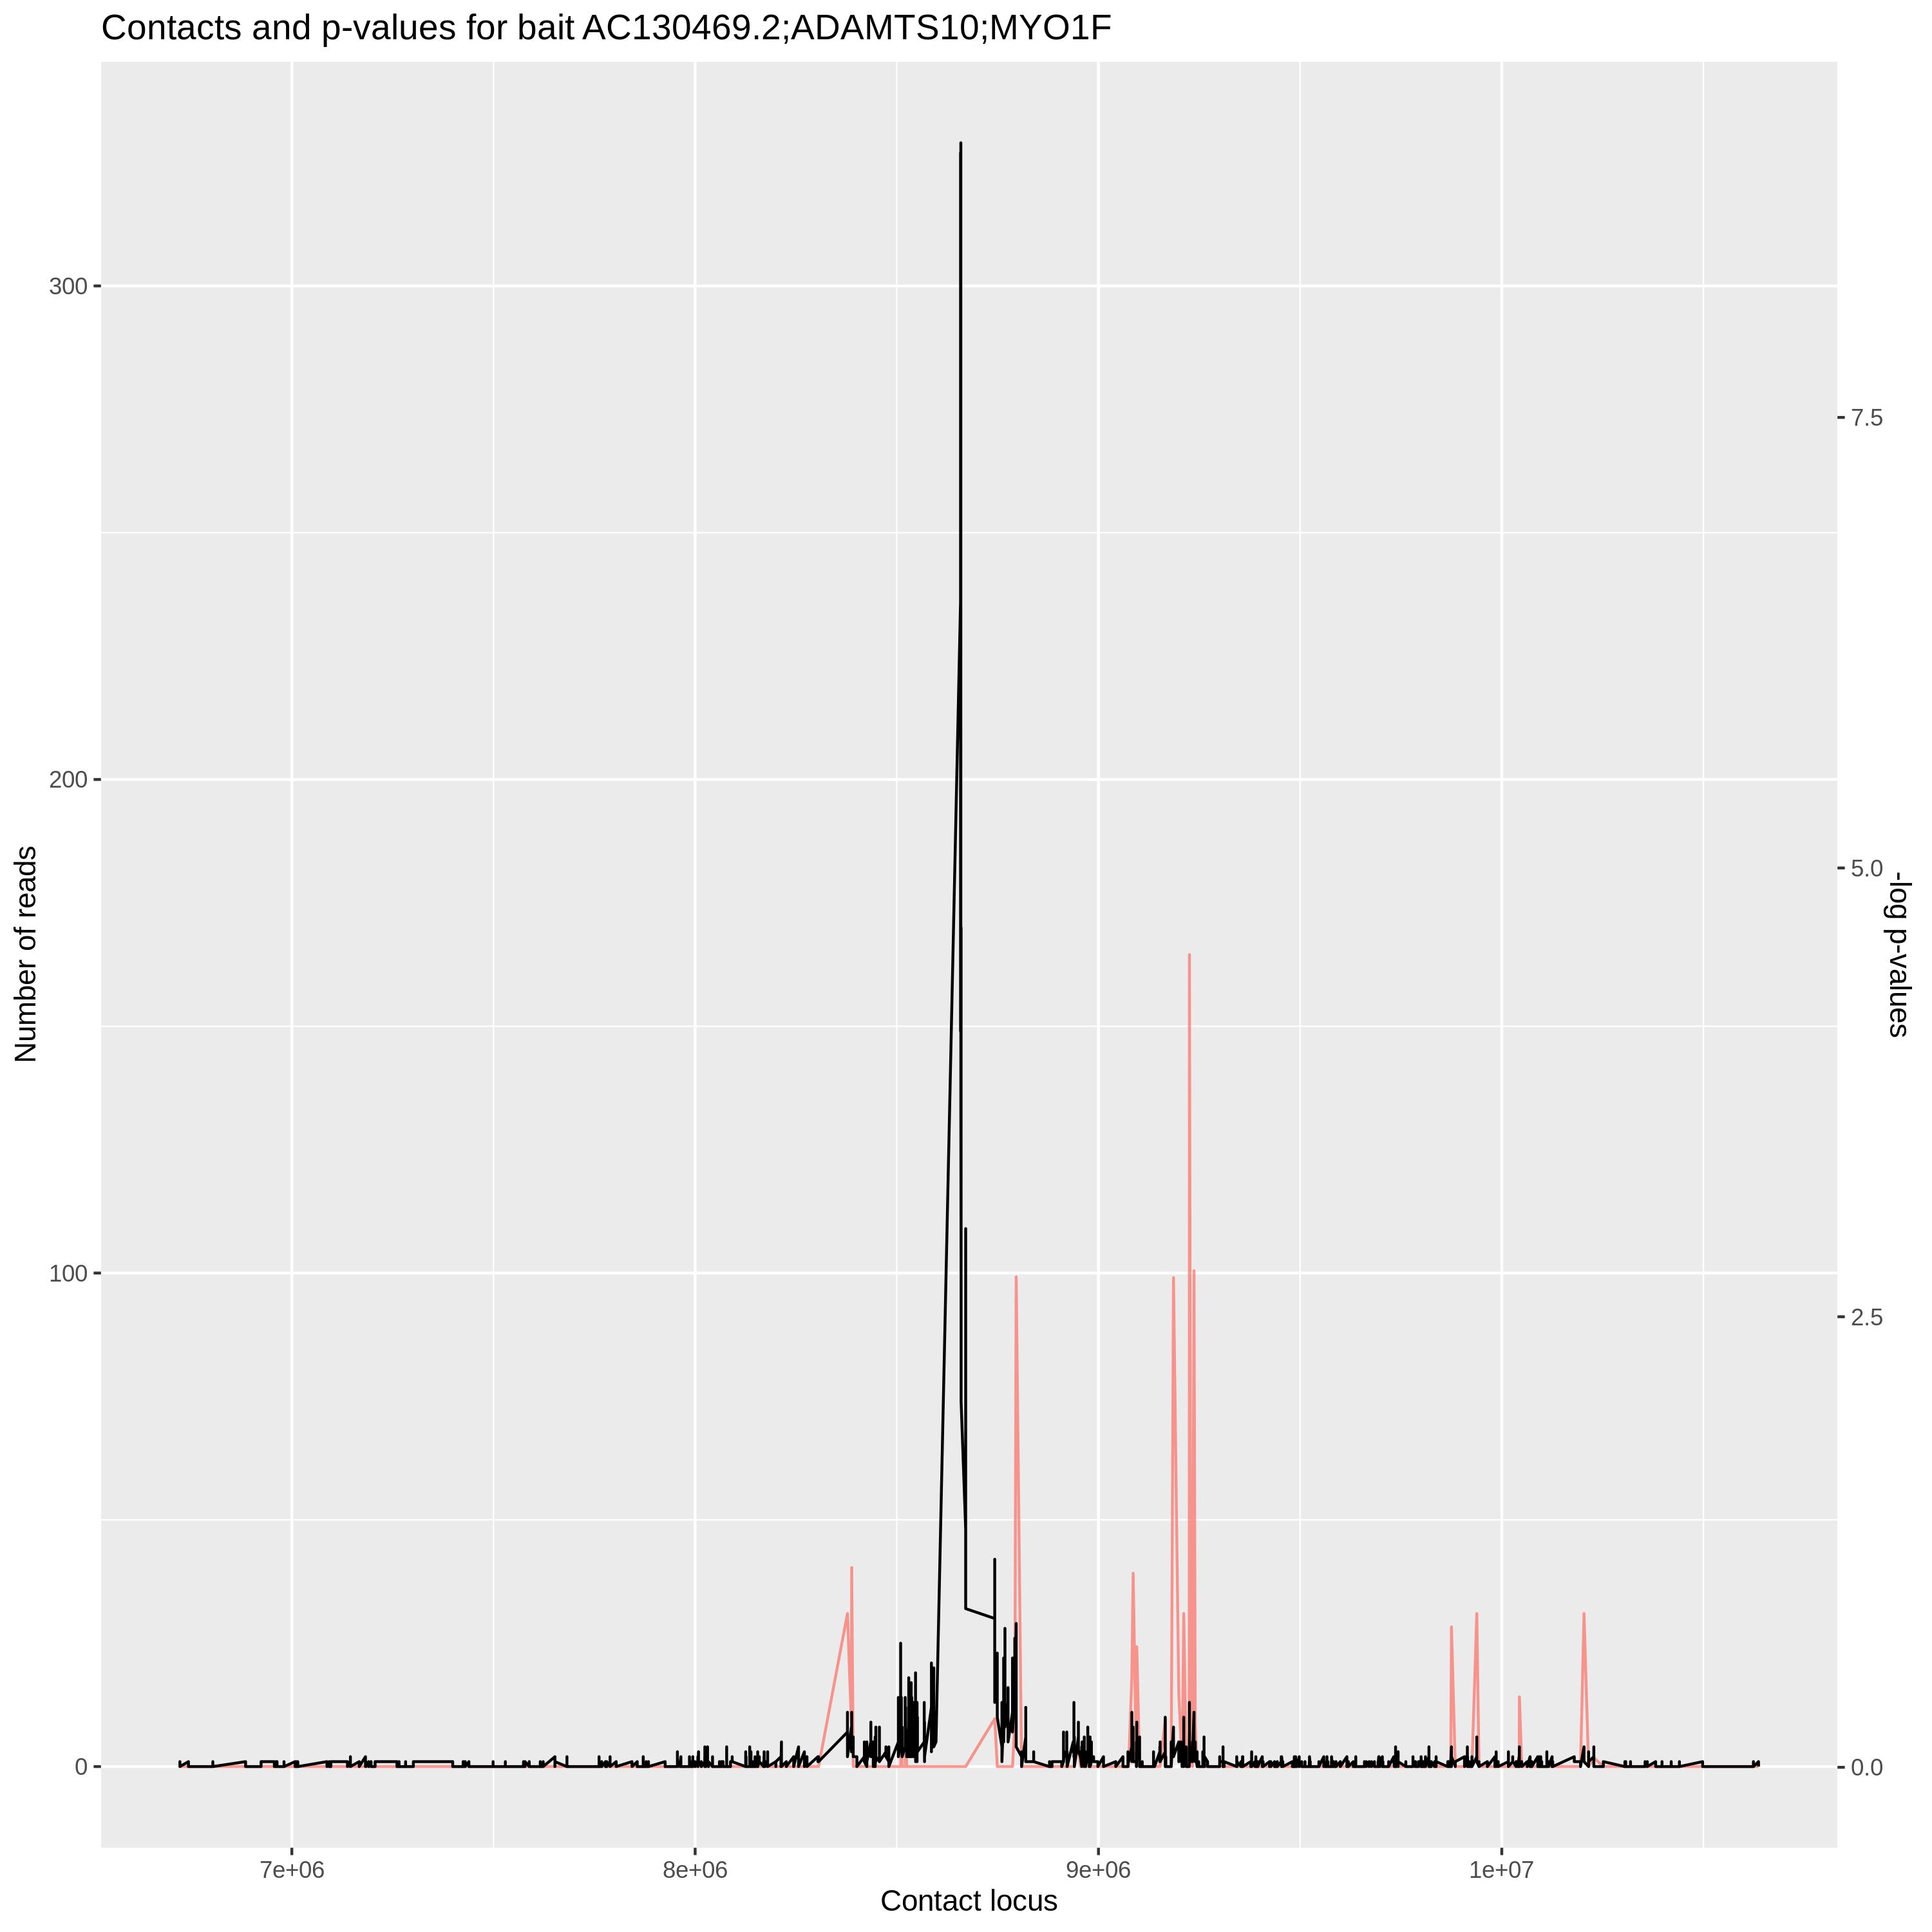 Contacts and p-values for bait AC130469.2;ADAMTS10;MYO1F
300
200
100
0
Number of reads
7.5
5.0
2.5
0.0
-log p-values
7e+06
8e+06
9e+06
1e+07
Contact locus